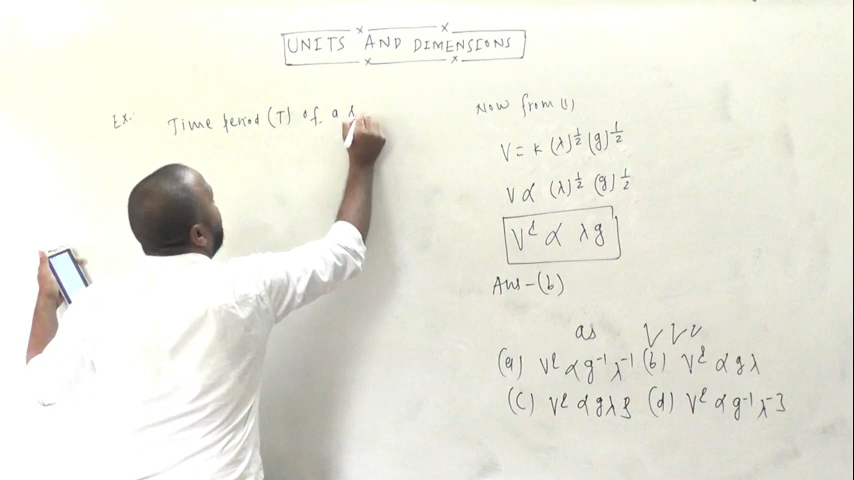 UNITS AND DIMENSIONS
Ex:- Time period (T) of a
Now from (1)
V = K (λ)^1/2 (g)^1/2
V ∝ (λ)^1/2 (g)^1/2
V² ∝ λg
Ans - (b)
as
(a) V² ∝ g⁻¹ λ⁻¹ (b) V² ∝ g λ
(c) V² ∝ g λ ρ (d) V² ∝ g⁻¹ λ⁻³